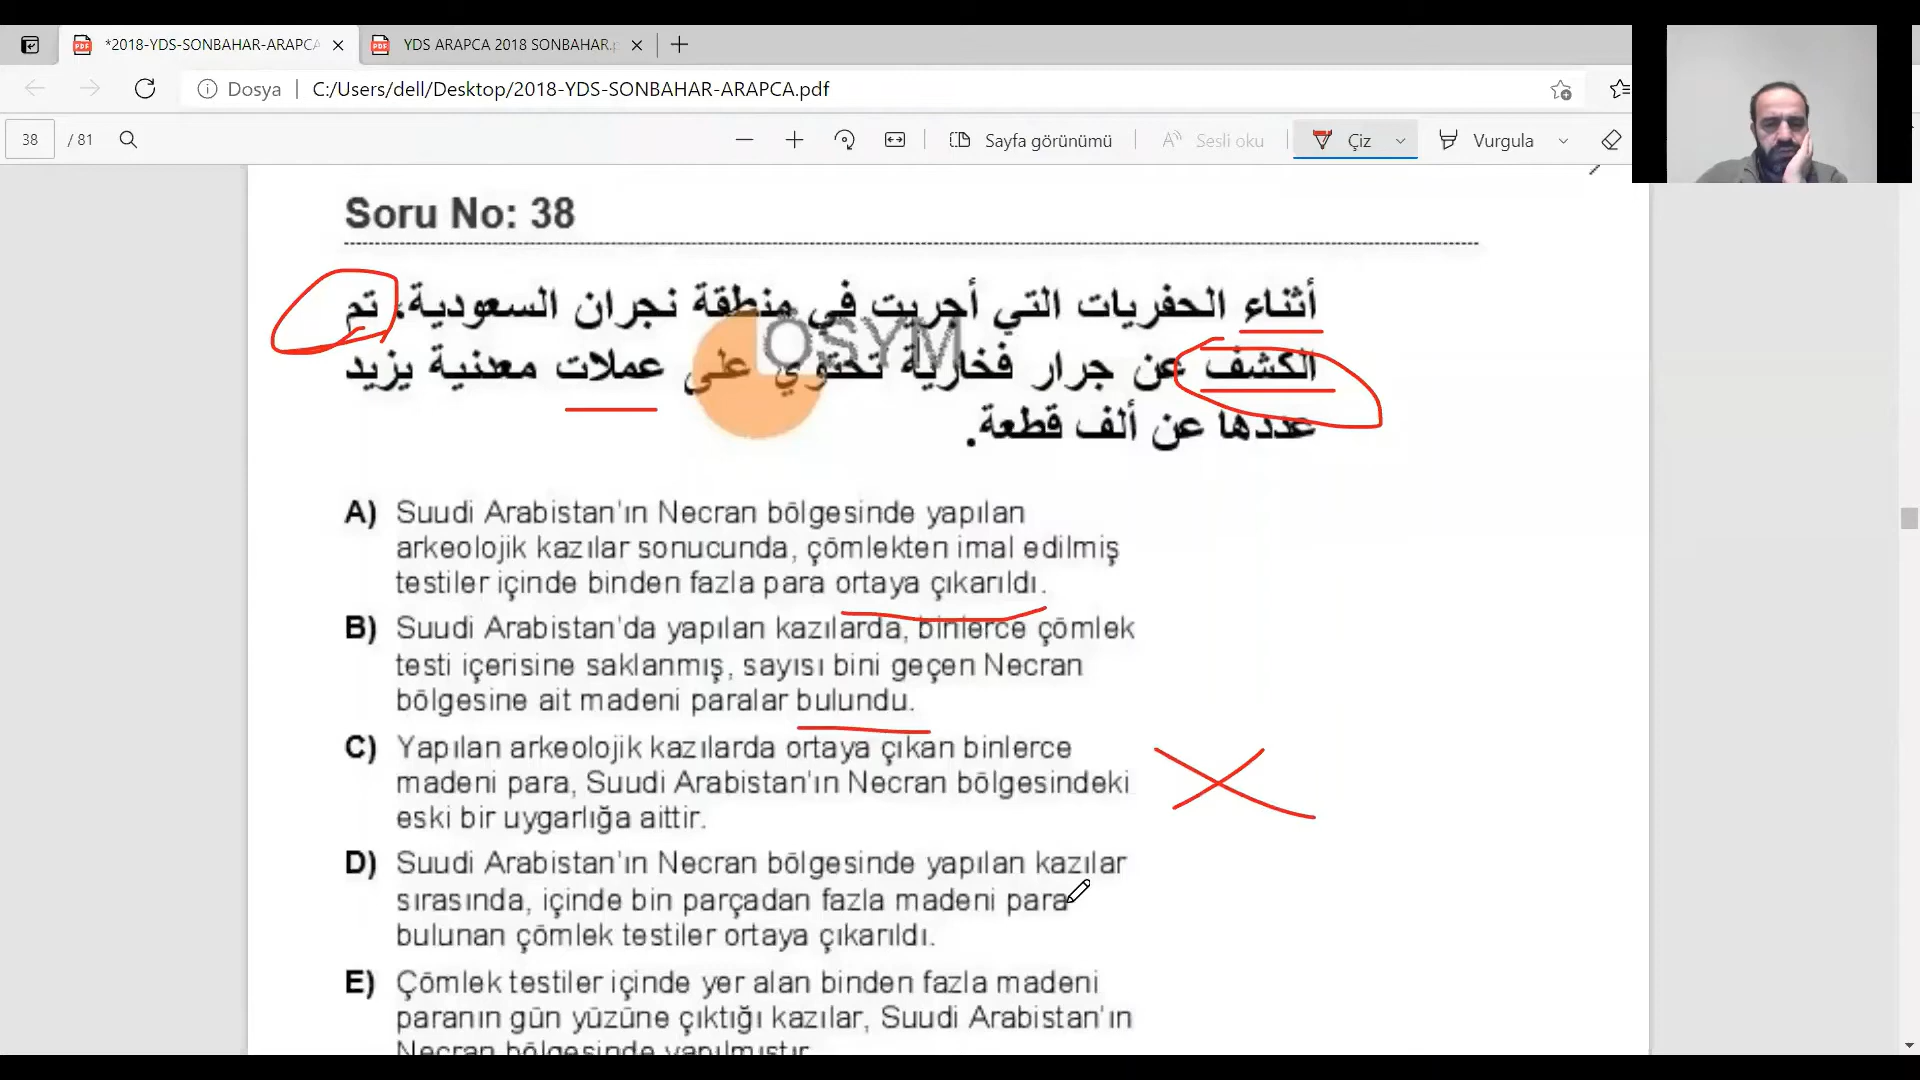 *2018-YDS-SONBAHAR-ARAPCA
YDS ARAPCA 2018 SONBAHAR.p
Dosya
C:/Users/dell/Desktop/2018-YDS-SONBAHAR-ARAPCA.pdf
38 / 81
Sayfa görünümü
Sesli oku
Çiz
Vurgula
Soru No: 38
أثناء الحفريات التي أجريت في منطقة نجران السعودية، تم
الكشف عن جرار فخارية تحتوي على عملات معدنية يزيد
عددها عن ألف قطعة.
ÖSYM
A) Suudi Arabistan'ın Necran bölgesinde yapılan
arkeolojik kazılar sonucunda, çömlekten imal edilmiş
testiler içinde binden fazla para ortaya çıkarıldı.
B) Suudi Arabistan'da yapılan kazılarda, binlerce çömlek
testi içerisine saklanmış, sayısı bini geçen Necran
bölgesine ait madeni paralar bulundu.
C) Yapılan arkeolojik kazılarda ortaya çıkan binlerce
madeni para, Suudi Arabistan'ın Necran bölgesindeki
eski bir uygarlığa aittir.
D) Suudi Arabistan'ın Necran bölgesinde yapılan kazılar
sırasında, içinde bin parçadan fazla madeni para
bulunan çömlek testiler ortaya çıkarıldı.
E) Çömlek testiler içinde yer alan binden fazla madeni
paranın gün yüzüne çıktığı kazılar, Suudi Arabistan'ın
Necran bölgesinde yapılmıştır.